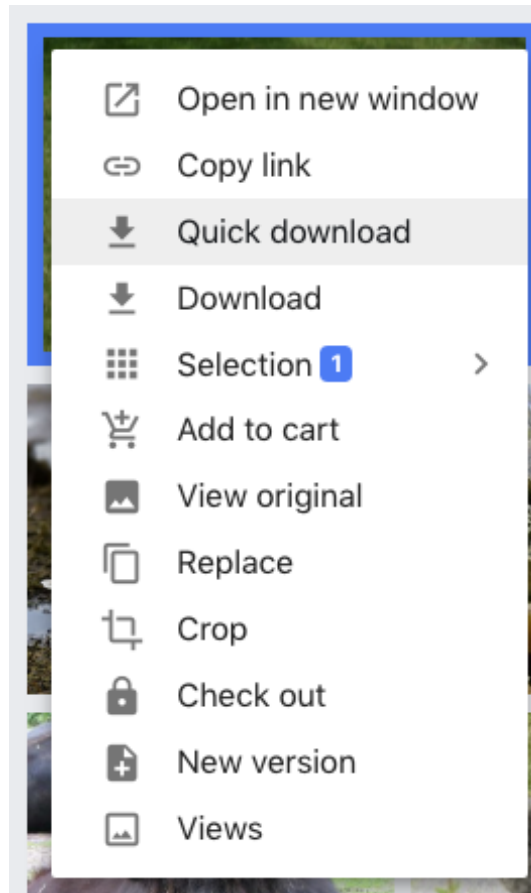 Open in new window
Copy link
Quick download
Download
Selection 1
Add to cart
View original
Replace
Crop
Check out
New version
Views